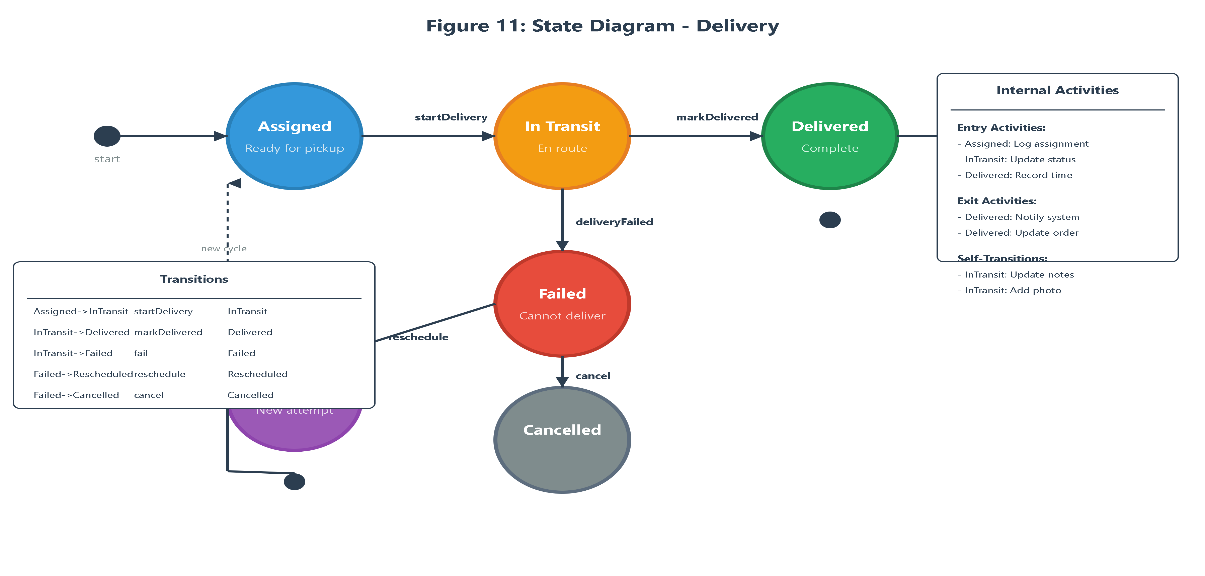 Figure 11: State Diagram - Delivery
start
Assigned
Ready for pickup
startDelivery
In Transit
En route
markDelivered
Delivered
Complete
Internal Activities
Entry Activities:
- Assigned: Log assignment
- InTransit: Update status
- Delivered: Record time
Exit Activities:
- Delivered: Notify system
- Delivered: Update order
Self-Transitions:
- InTransit: Update notes
- InTransit: Add photo
deliveryFailed
new cycle
Failed
Cannot deliver
reschedule
cancel
Cancelled
Transitions
Assigned->InTransit startDelivery InTransit
InTransit->Delivered markDelivered Delivered
InTransit->Failed fail Failed
Failed->Rescheduled reschedule Rescheduled
Failed->Cancelled cancel Cancelled
New attempt